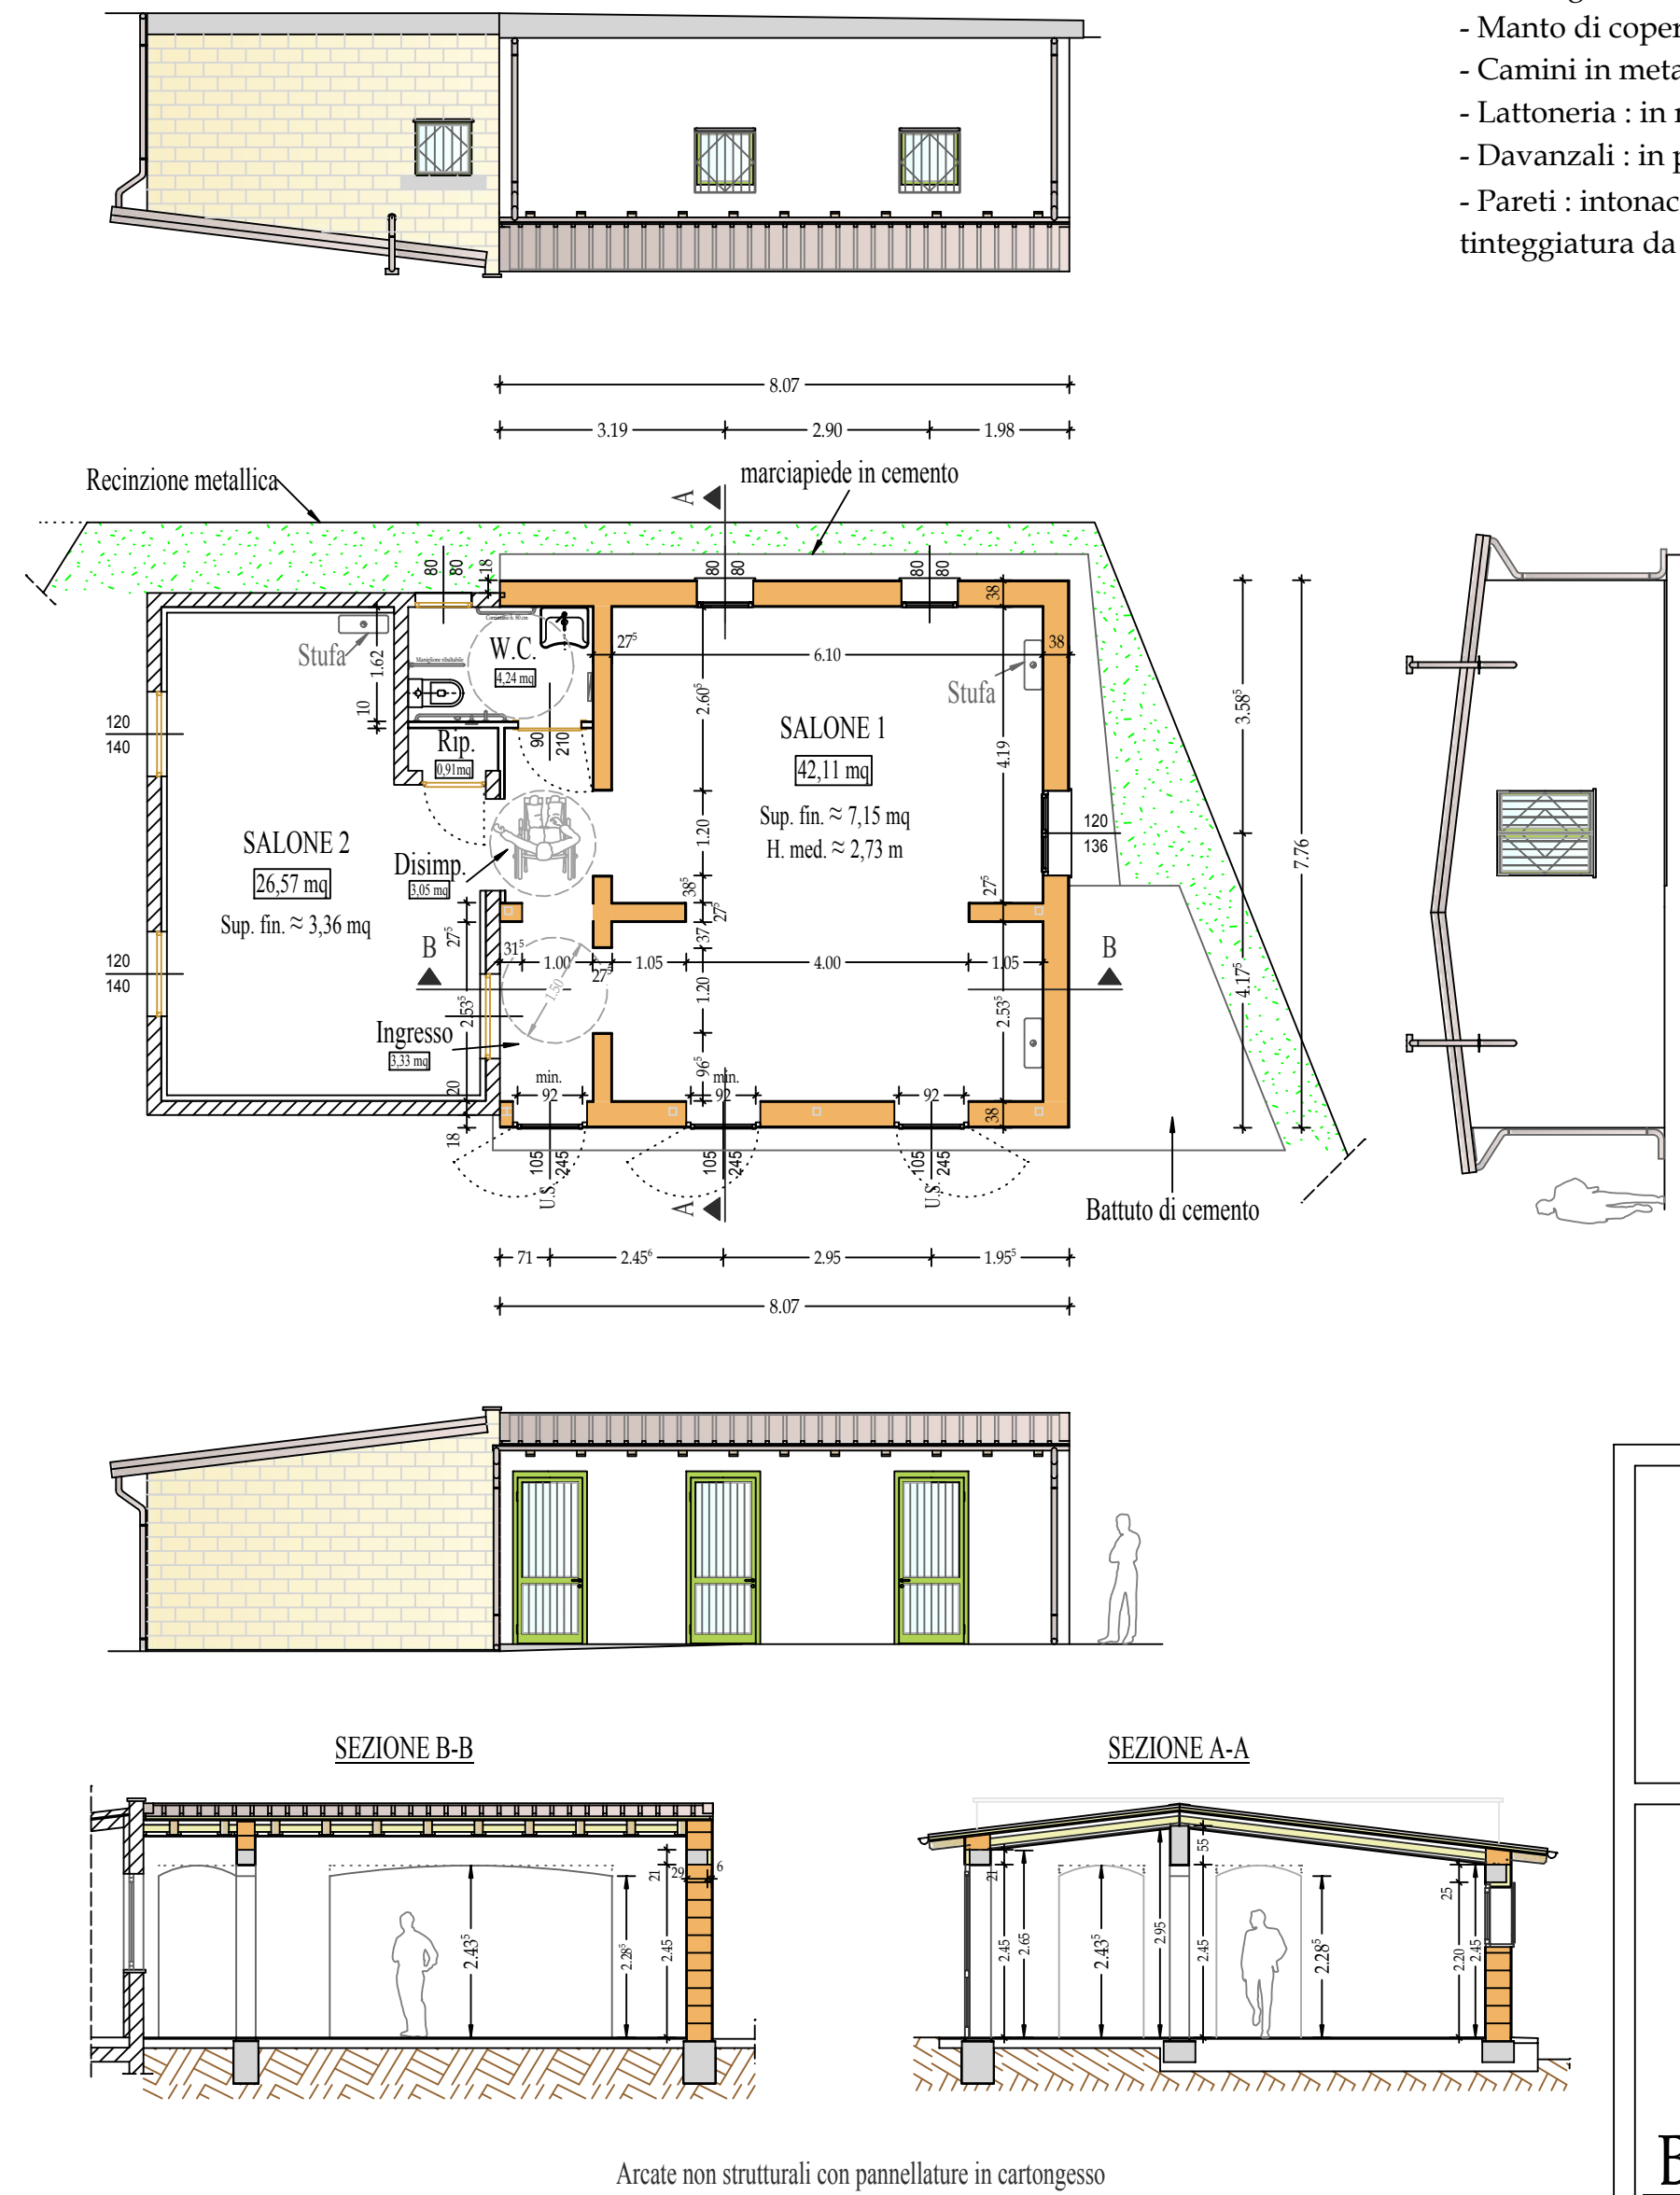 - Manto di coper
- Camini in meta
- Lattoneria : in
- Davanzali : in p
- Pareti : intonac
tinteggiatura da
8.07
3.19
2.90
1.98
Recinzione metallica
marciapiede in cemento
A
80
80
18
80
80
80
80
38
Stufa
1.62
10
W.C.
4,24 mq
Maniglione ribaltabile
27⁵
6.10
38
Stufa
2.60⁵
3.58⁵
120
140
Rip.
0,91mq
90
210
SALONE 1
42,11 mq
Sup. fin. ≈ 7,15 mq
H. med. ≈ 2,73 m
4.19
1.20
120
136
7.76
SALONE 2
26,57 mq
Sup. fin. ≈ 3,36 mq
Disimp.
3,05 mq
38⁵
27⁵
27⁵
27⁵
37
B
31⁵
1.00
27⁵
1.05
4.00
1.05
B
120
140
1.50
1.20
2.53⁵
2.53⁵
4.17⁵
Ingresso
3,33 mq
20
18
min.
92
96⁵
min.
92
92
38
105
245
U.S.
105
245
105
245
U.S.
A
Battuto di cemento
71
2.45⁶
2.95
1.95⁵
8.07
SEZIONE B-B
SEZIONE A-A
21
29
6
2.43⁵
2.28⁵
2.45
21
55
25
2.45
2.65
2.43⁵
2.95
2.45
2.28⁵
2.20
2.45
Arcate non strutturali con pannellature in cartongesso
B